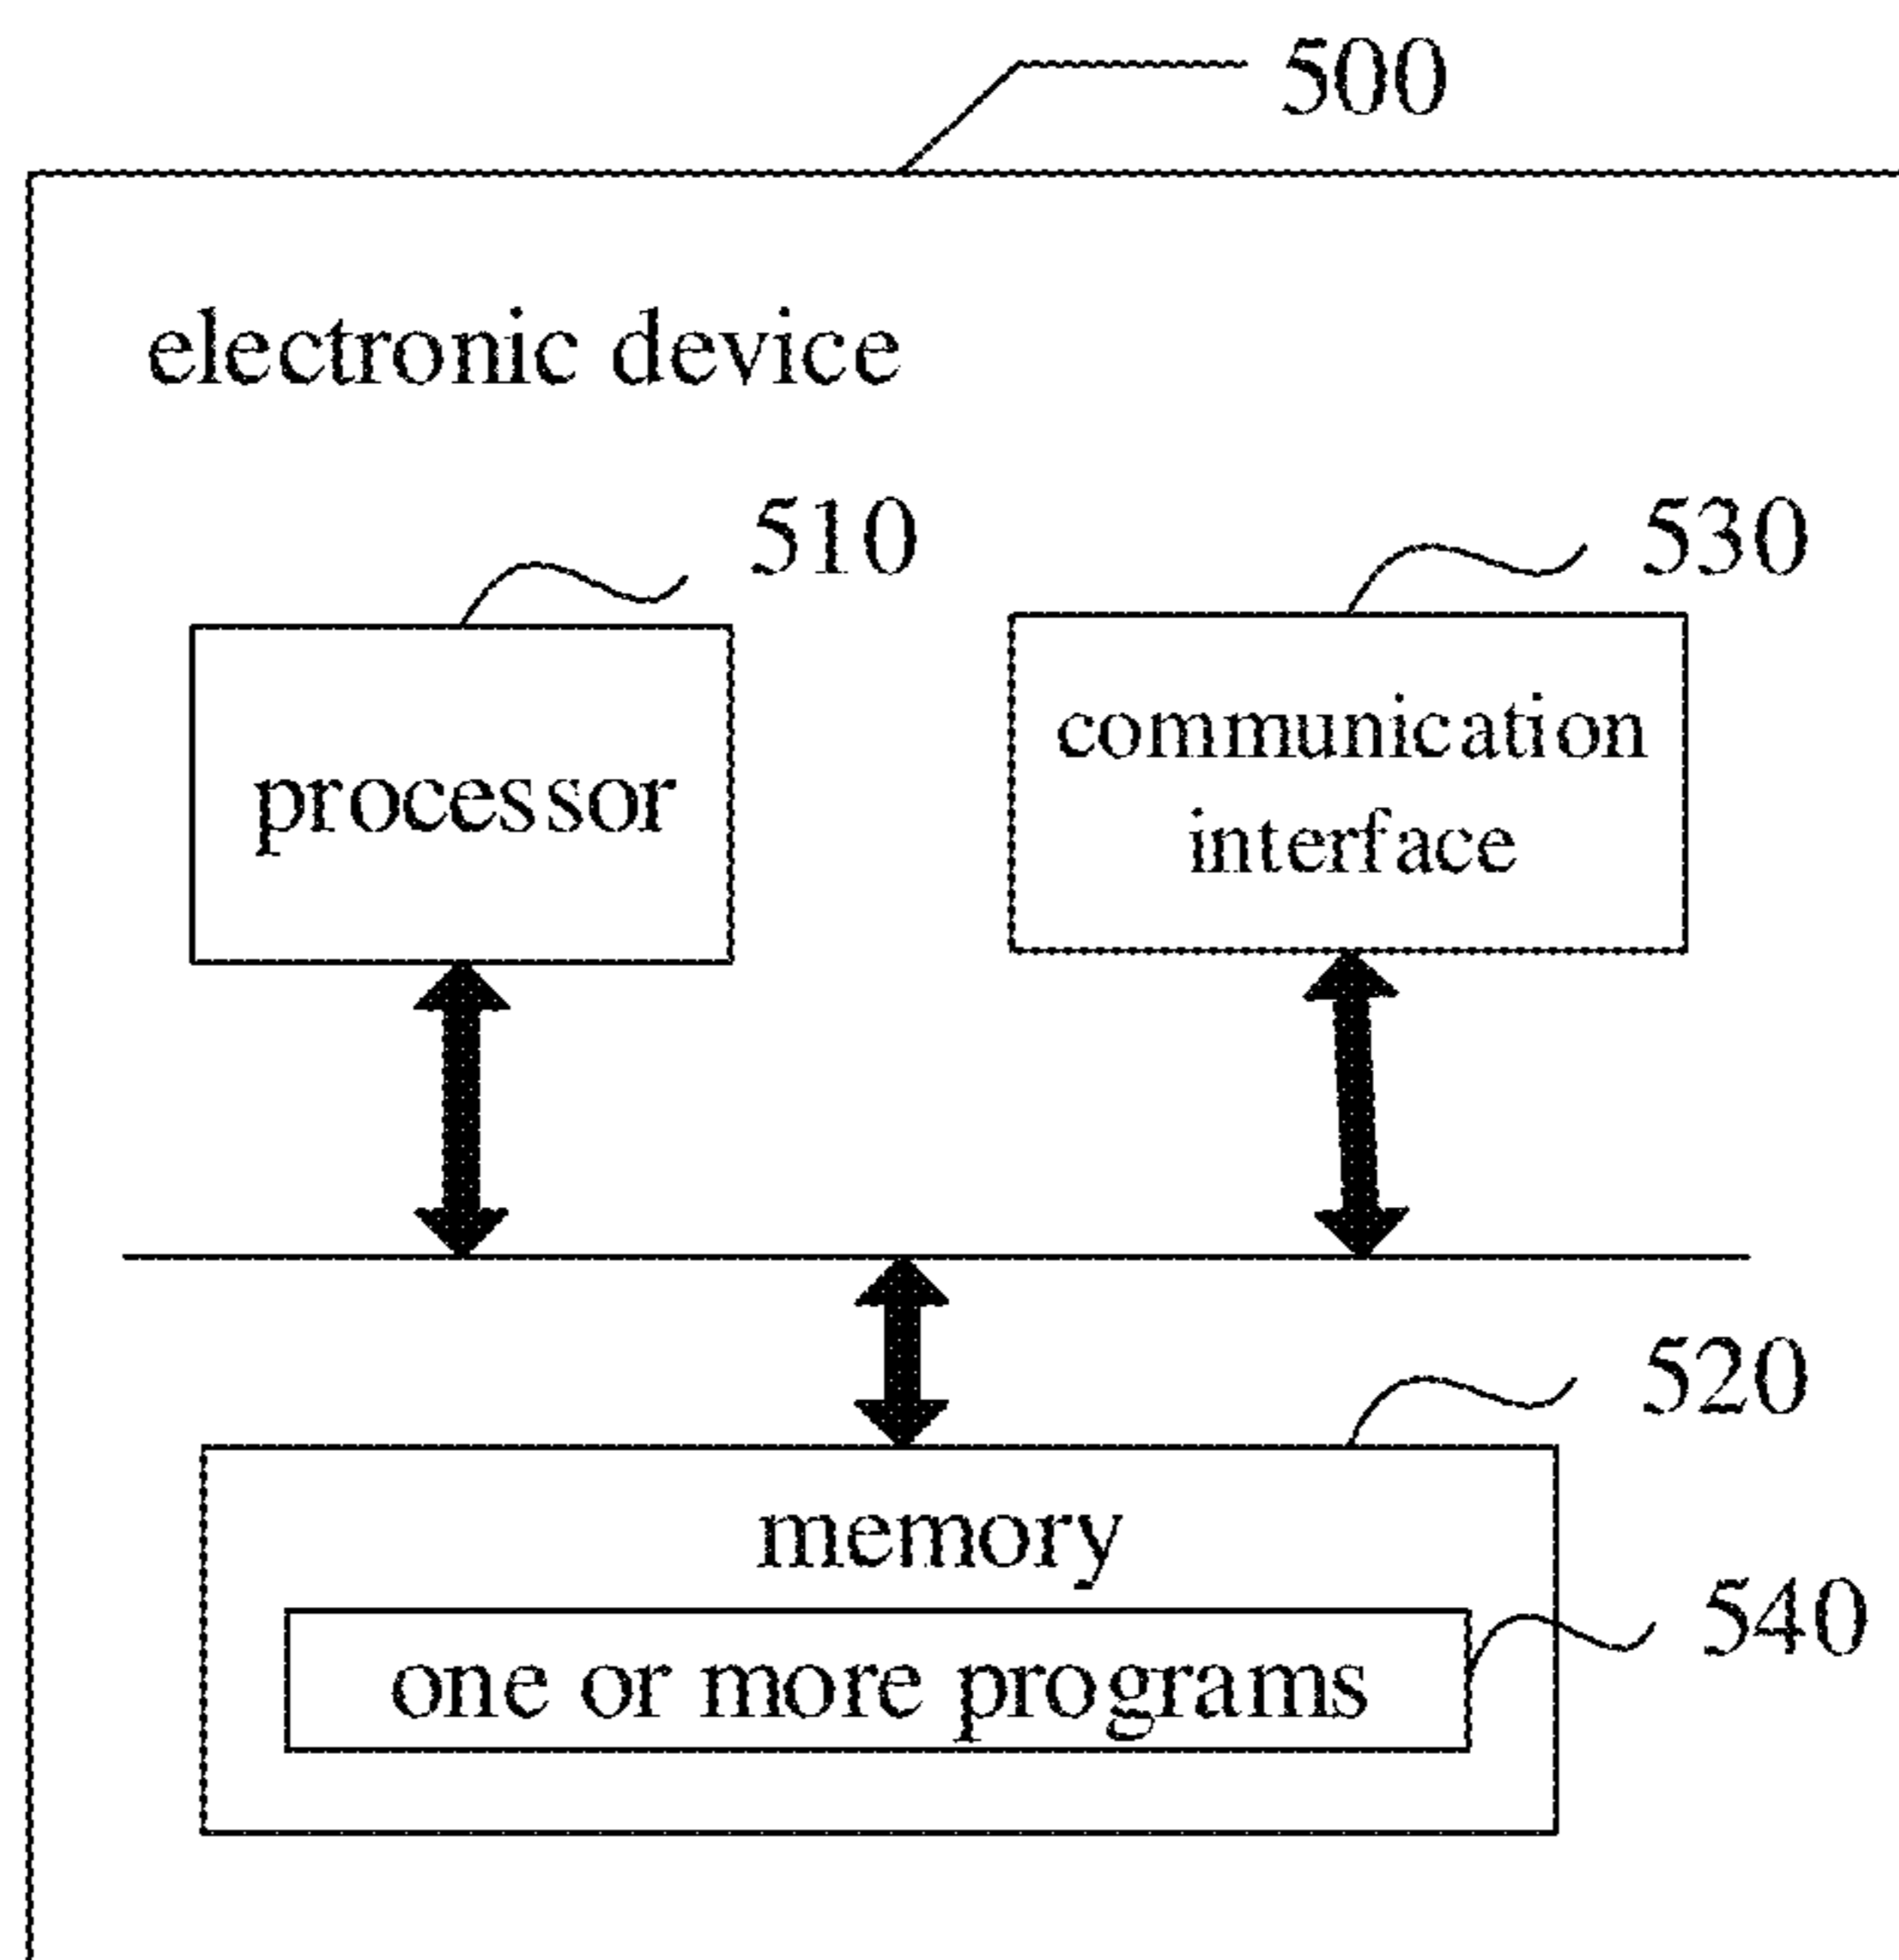 500
electronic device
510
530
processor
communication
interface
520
memory
540
one or more programs